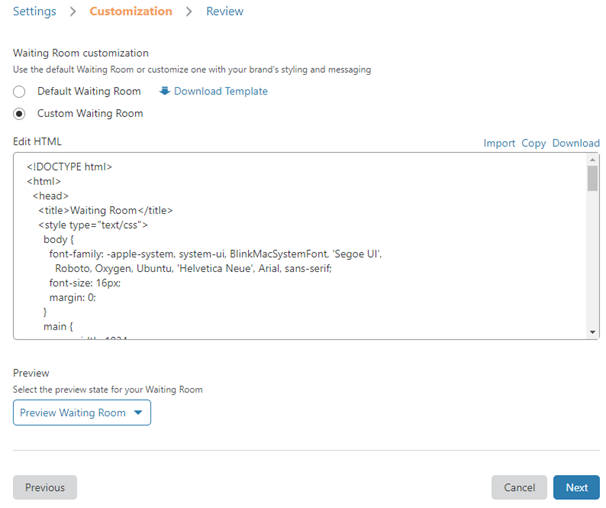 Settings > Customization > Review
Waiting Room customization
Use the default Waiting Room or customize one with your brand's styling and messaging
Default Waiting Room Download Template
Custom Waiting Room
Edit HTML Import Copy Download
<!DOCTYPE html>
<html>
<head>
<title>Waiting Room</title>
<style type="text/css">
body {
font-family: -apple-system, system-ui, BlinkMacSystemFont, 'Segoe UI',
Roboto, Oxygen, Ubuntu, 'Helvetica Neue', Arial, sans-serif;
font-size: 16px;
margin: 0;
}
main {
Preview
Select the preview state for your Waiting Room
Preview Waiting Room
Previous Cancel Next